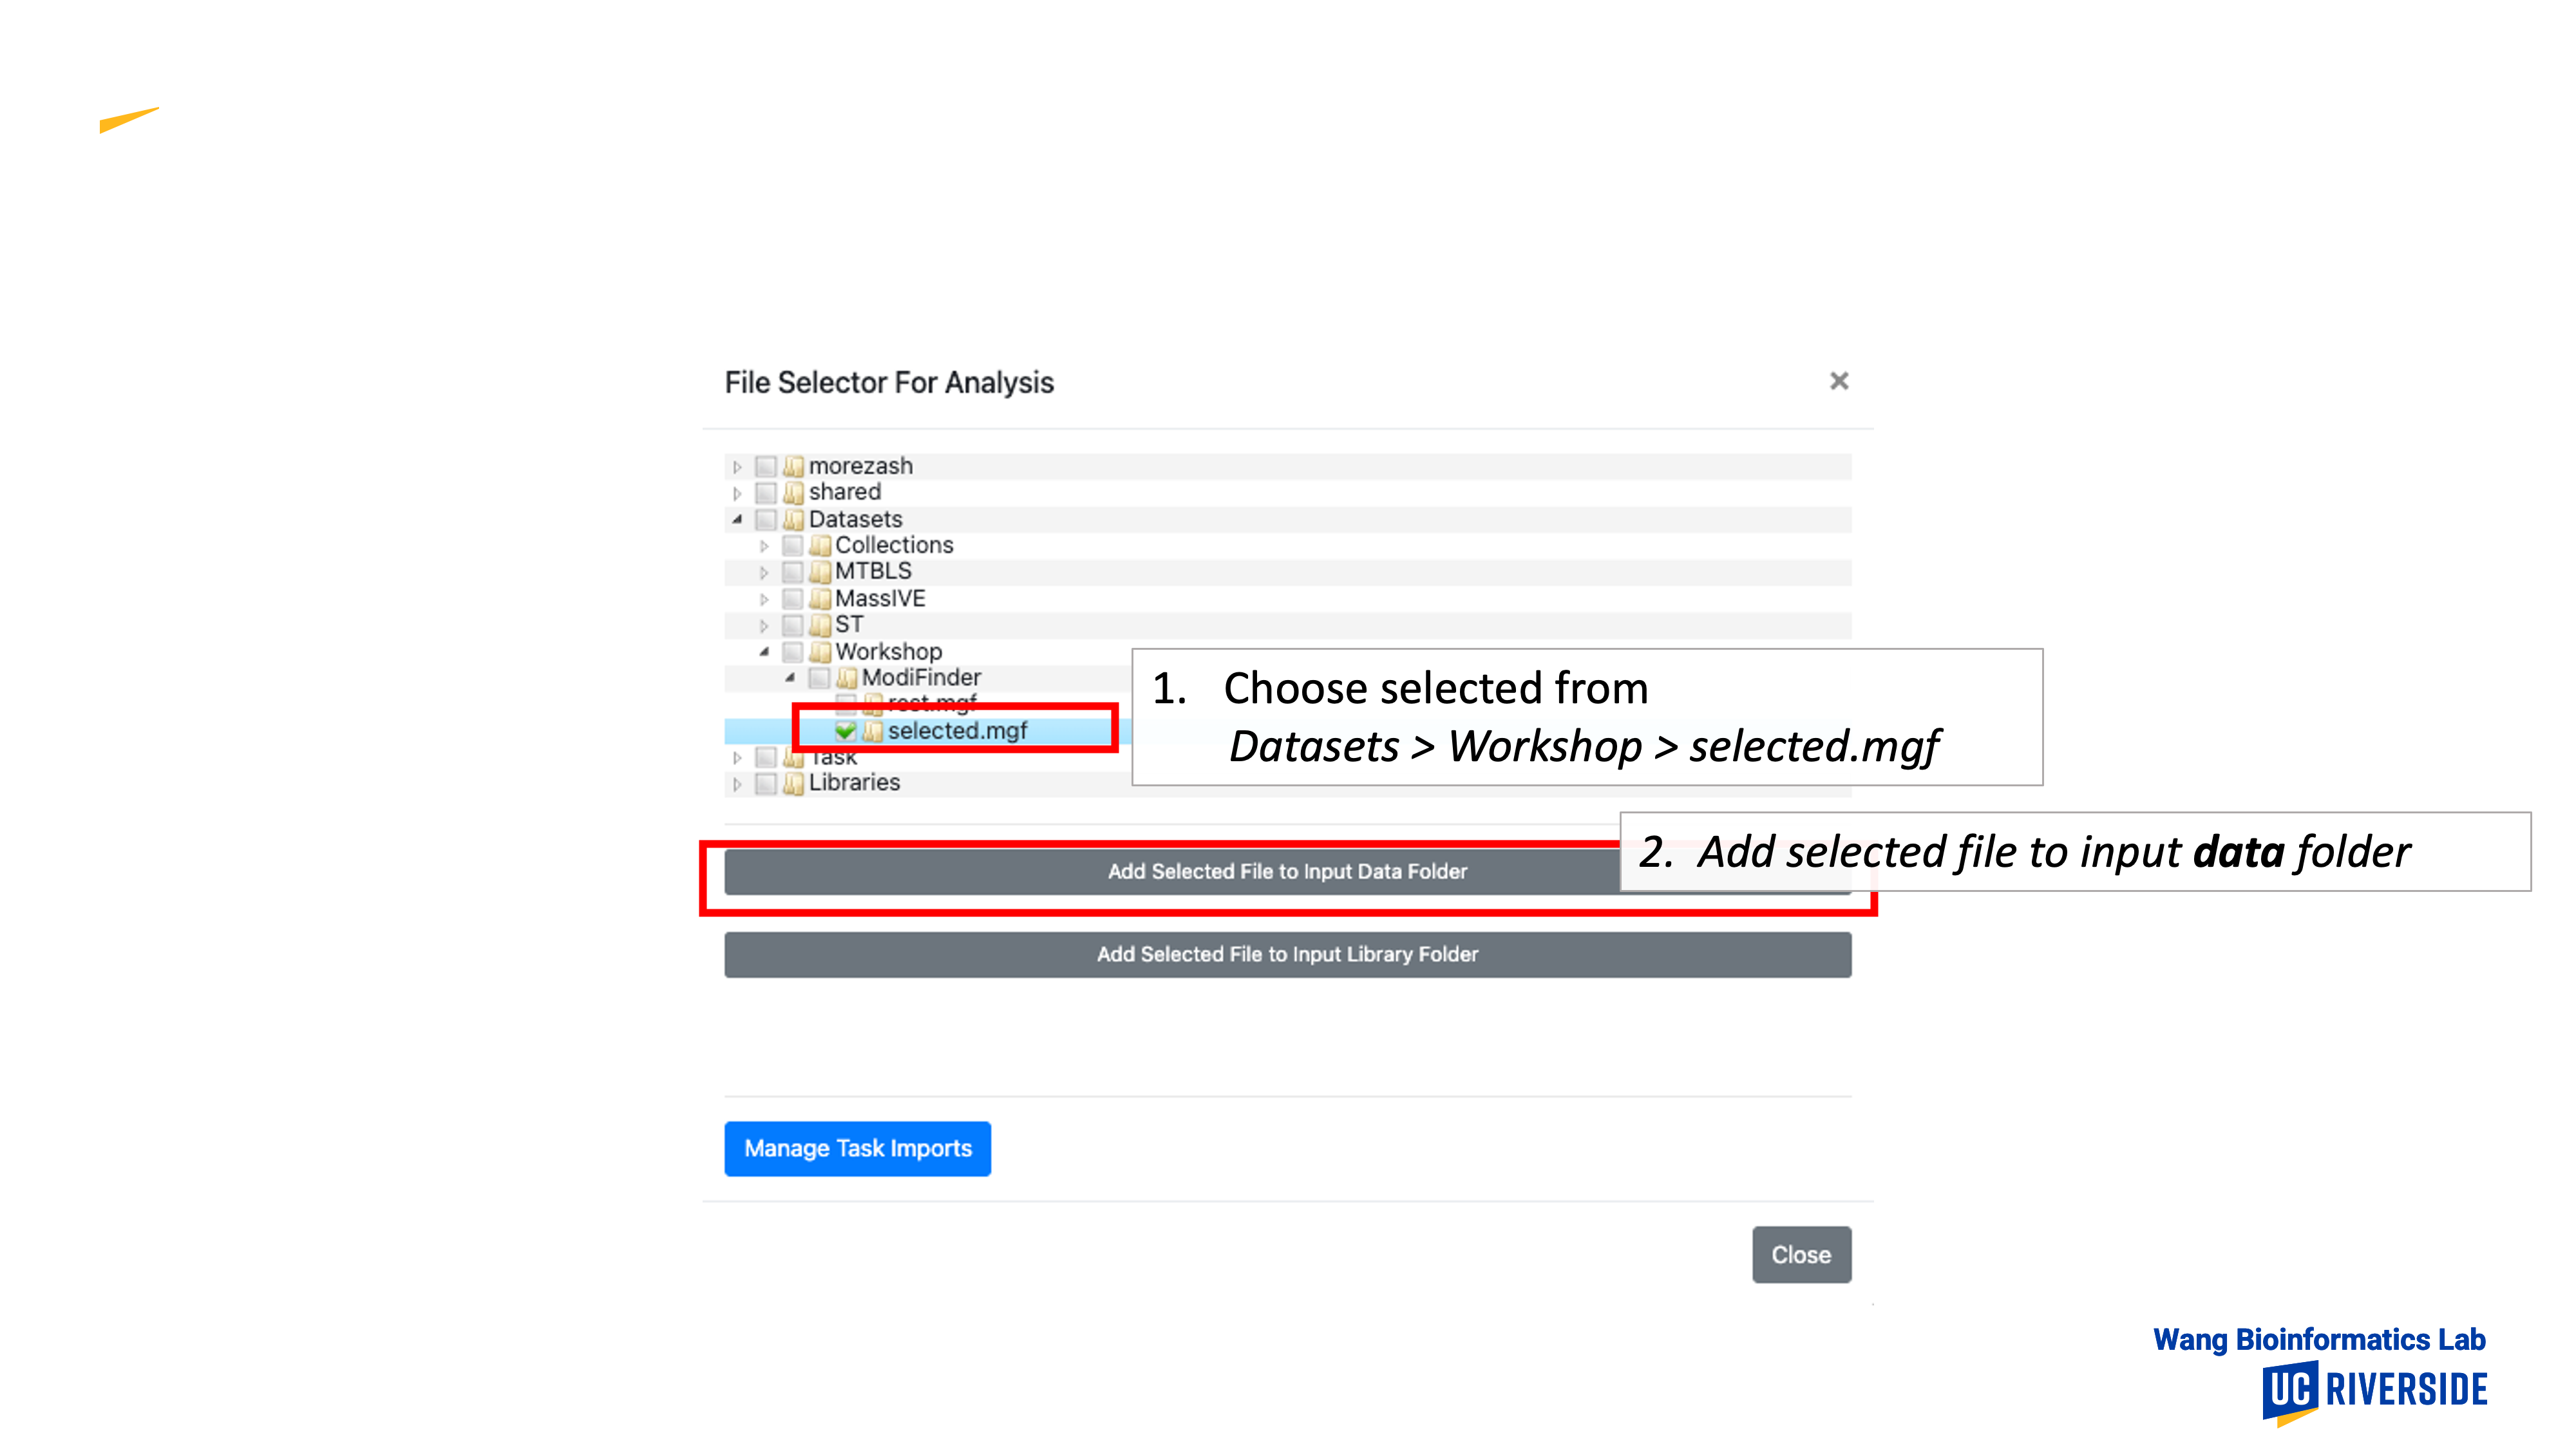 File Selector For Analysis
×
morezash
shared
Datasets
Collections
MTBLS
MassIVE
ST
Workshop
ModiFinder
rest.mgf
selected.mgf
Task
Libraries
1. Choose selected from
Datasets > Workshop > selected.mgf
2. Add selected file to input data folder
Add Selected File to Input Data Folder
Add Selected File to Input Library Folder
Manage Task Imports
Close
Wang Bioinformatics Lab
UC RIVERSIDE